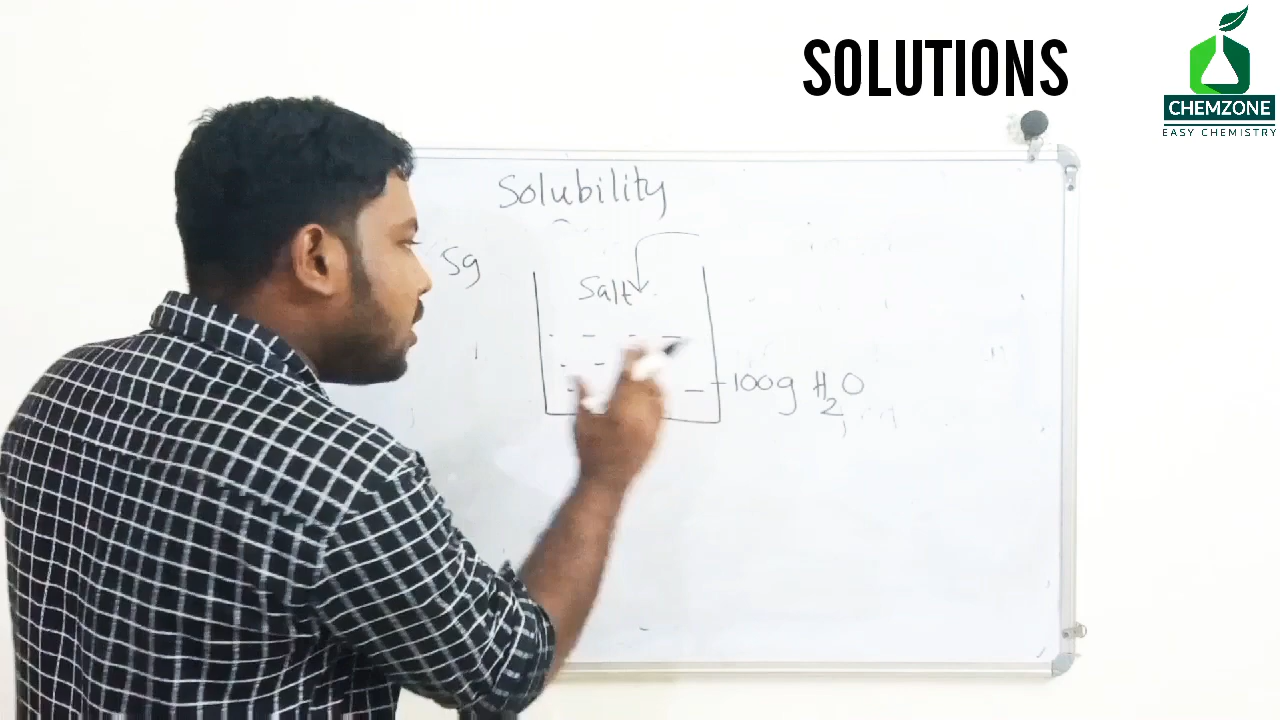 SOLUTIONS
CHEMZONE
EASY CHEMISTRY
Solubility
5g
Salt
100g H₂O